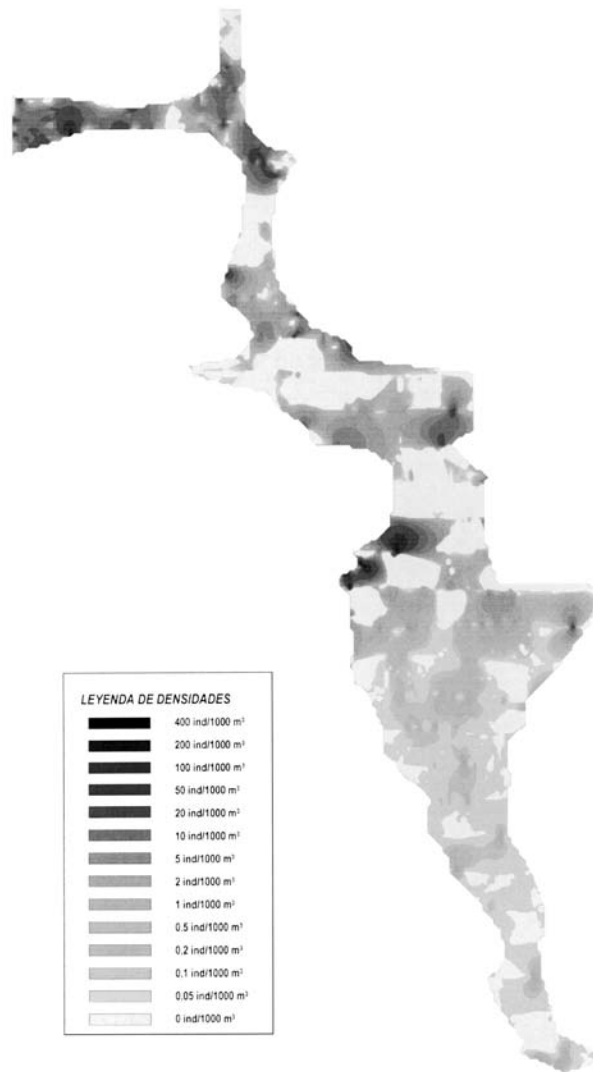 LEYENDA DE DENSIDADES
400 ind/1000 m³
200 ind/1000 m³
100 ind/1000 m³
50 ind/1000 m³
20 ind/1000 m³
10 ind/1000 m³
5 ind/1000 m³
2 ind/1000 m³
1 ind/1000 m³
0.5 ind/1000 m³
0,2 ind/1000 m³
0,1 ind/1000 m³
0,05 ind/1000 m³
0 ind/1000 m³